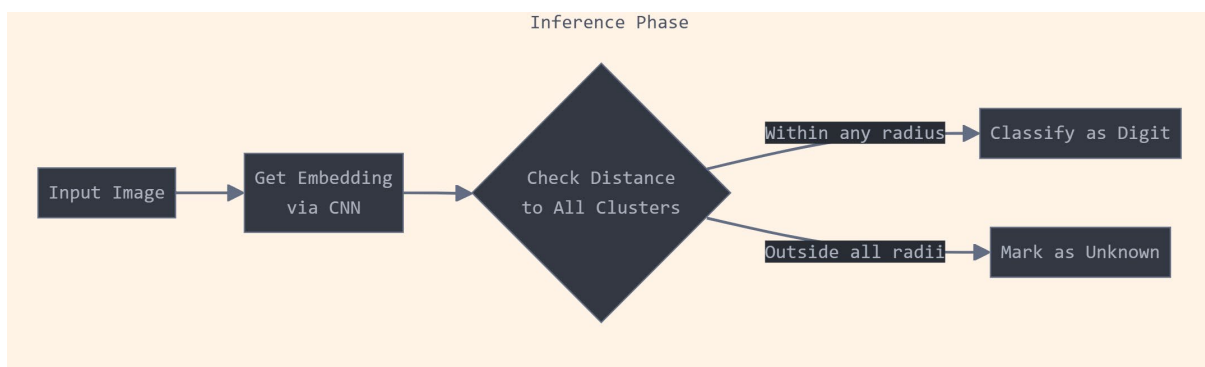 Inference Phase
Input Image
Get Embedding
via CNN
Check Distance
to All Clusters
Within any radius
Classify as Digit
Outside all radii
Mark as Unknown